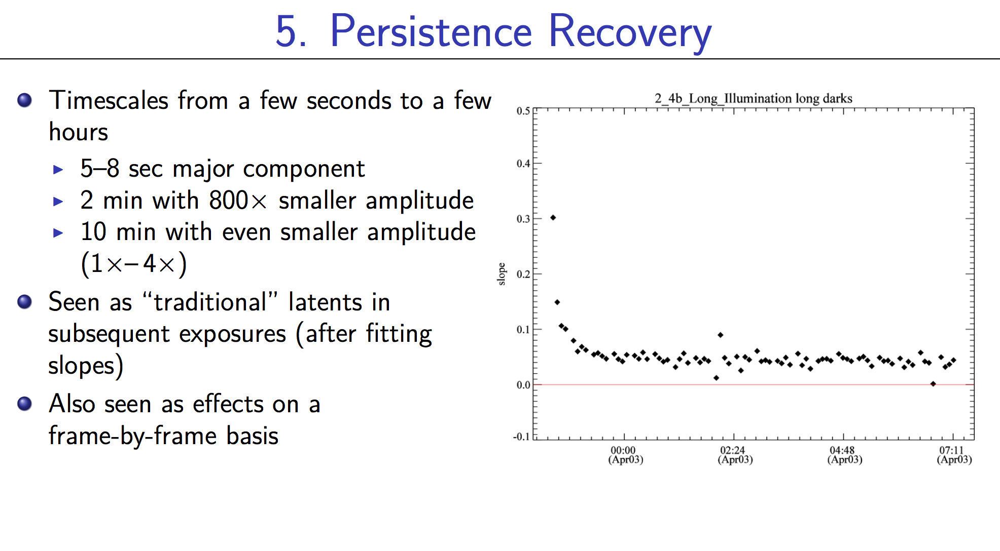 5. Persistence Recovery
Timescales from a few seconds to a few
hours
5–8 sec major component
2 min with 800× smaller amplitude
10 min with even smaller amplitude
(1×–4×)
Seen as “traditional” latents in
subsequent exposures (after fitting
slopes)
Also seen as effects on a
frame-by-frame basis
2_4b_Long_Illumination long darks
0.5
0.4
0.3
0.2
0.1
0.0
-0.1
slope
00:00 02:24 04:48 07:11
(Apr03) (Apr03) (Apr03) (Apr03)